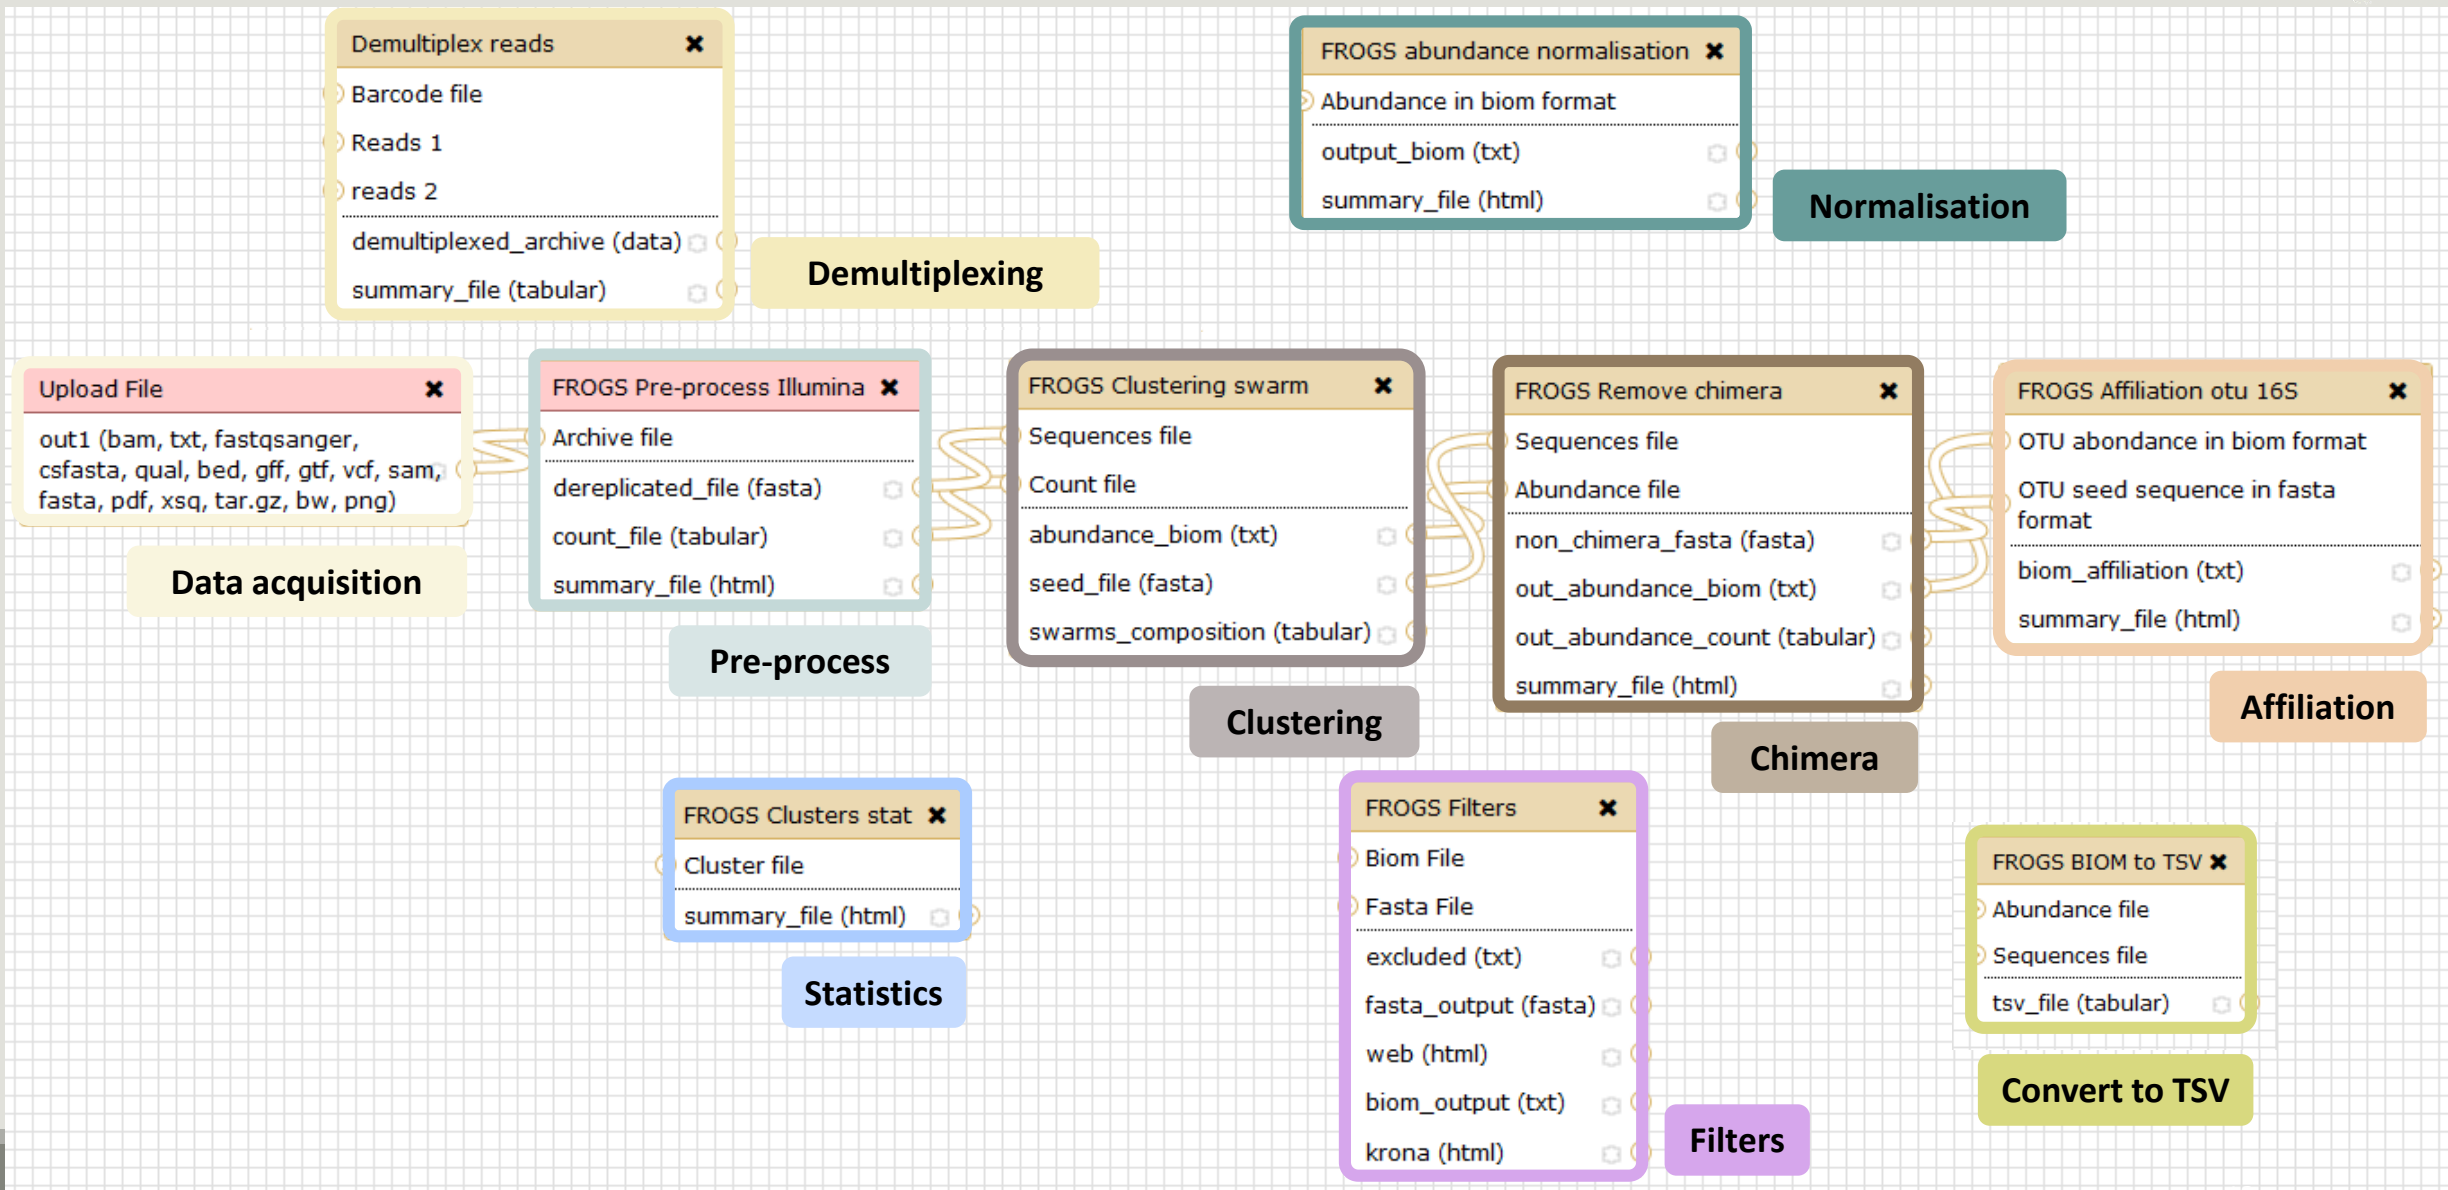 Demultiplex reads
Barcode file
Reads 1
reads 2
demultiplexed_archive (data)
summary_file (tabular)
Demultiplexing
FROGS abundance normalisation
Abundance in biom format
output_biom (txt)
summary_file (html)
Normalisation
Upload File
out1 (bam, txt, fastqsanger,
csfasta, qual, bed, gff, gtf, vcf, sam,
fasta, pdf, xsq, tar.gz, bw, png)
Data acquisition
FROGS Pre-process Illumina
Archive file
dereplicated_file (fasta)
count_file (tabular)
summary_file (html)
Pre-process
FROGS Clustering swarm
Sequences file
Count file
abundance_biom (txt)
seed_file (fasta)
swarms_composition (tabular)
Clustering
FROGS Remove chimera
Sequences file
Abundance file
non_chimera_fasta (fasta)
out_abundance_biom (txt)
out_abundance_count (tabular)
summary_file (html)
Chimera
FROGS Affiliation otu 16S
OTU abondance in biom format
OTU seed sequence in fasta
format
biom_affiliation (txt)
summary_file (html)
Affiliation
FROGS Clusters stat
Cluster file
summary_file (html)
Statistics
FROGS Filters
Biom File
Fasta File
excluded (txt)
fasta_output (fasta)
web (html)
biom_output (txt)
krona (html)
Filters
FROGS BIOM to TSV
Abundance file
Sequences file
tsv_file (tabular)
Convert to TSV